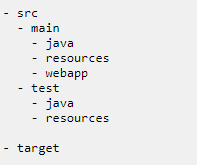 - src
  - main
    - java
    - resources
    - webapp
  - test
    - java
    - resources

- target